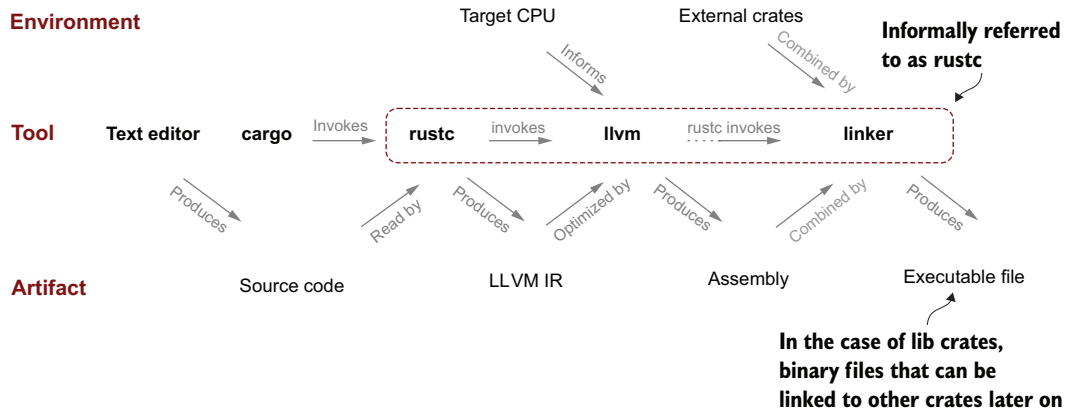 Environment
Target CPU
External crates
Informally referred
to as rustc
Informs
Combined by
Tool
Text editor
cargo
Invokes
rustc
invokes
llvm
rustc invokes
linker
Produces
Read by
Produces
Optimized by
Produces
Combined by
Produces
Artifact
Source code
LLVM IR
Assembly
Executable file
In the case of lib crates,
binary files that can be
linked to other crates later on